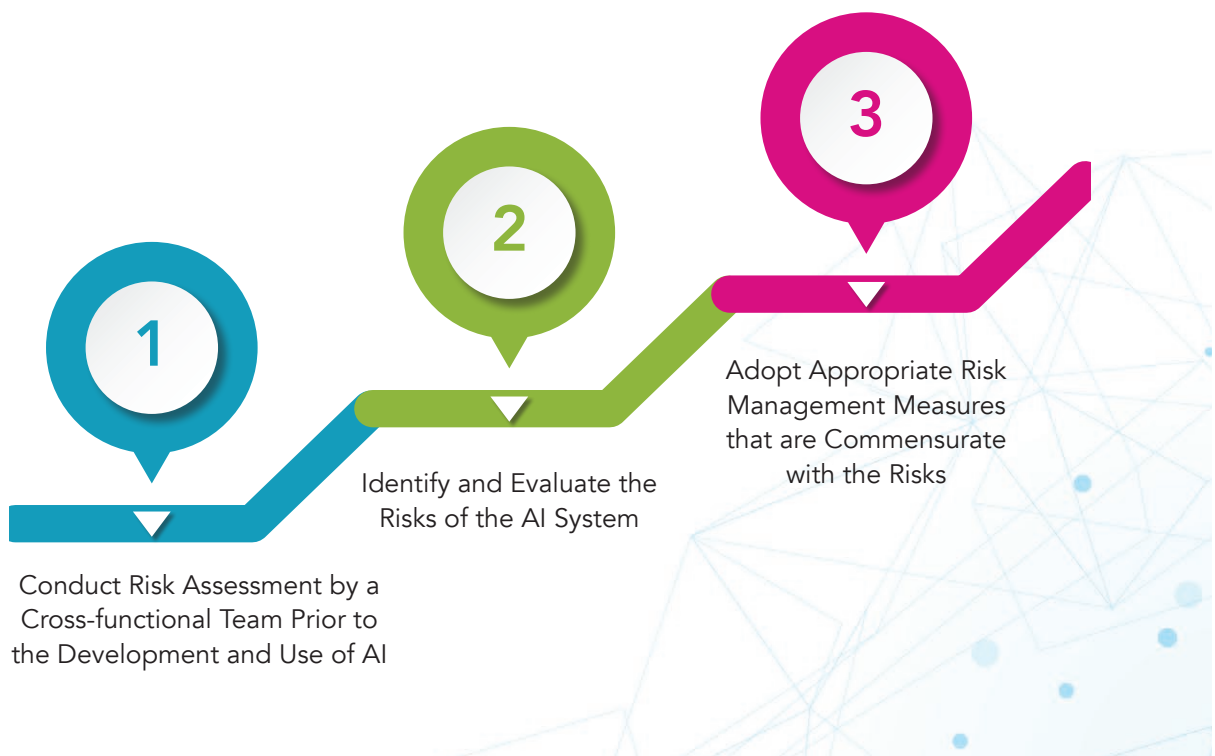 1
Conduct Risk Assessment by a
Cross-functional Team Prior to
the Development and Use of AI
2
Identify and Evaluate the
Risks of the AI System
3
Adopt Appropriate Risk
Management Measures
that are Commensurate
with the Risks